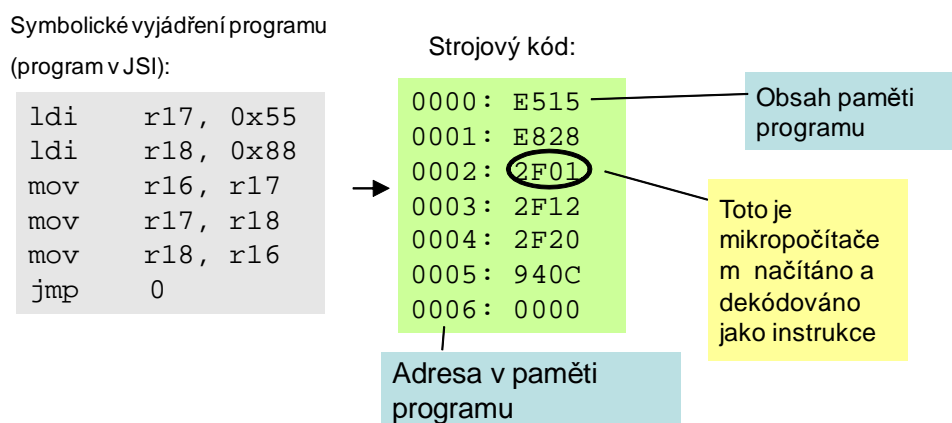 Symbolické vyjádření programu
(program v JSI):
ldi r17, 0x55
ldi r18, 0x88
mov r16, r17
mov r17, r18
mov r18, r16
jmp 0
Strojový kód:
0000: E515
0001: E828
0002: 2F01
0003: 2F12
0004: 2F20
0005: 940C
0006: 0000
Obsah paměti
programu
Toto je
mikropočítače
m načítáno a
dekódováno
jako instrukce
Adresa v paměti
programu